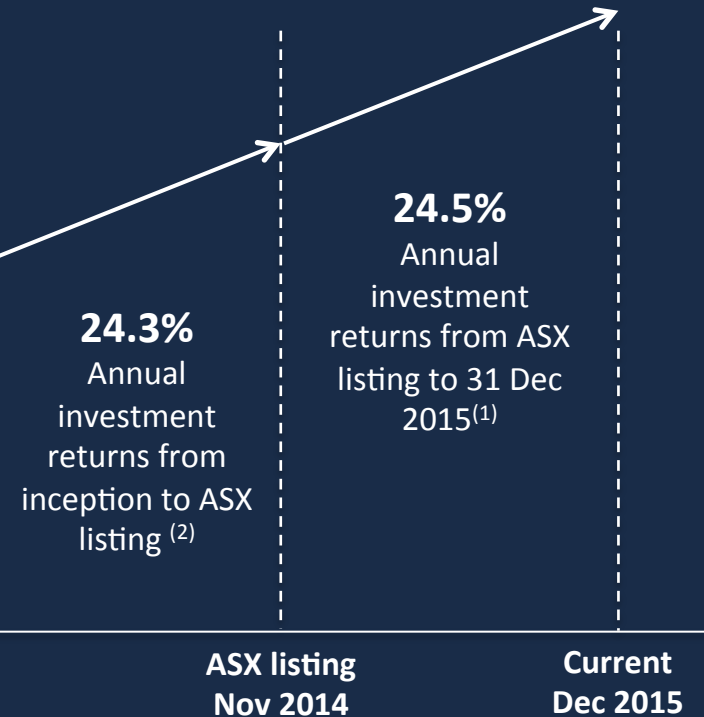 24.3%
Annual
investment
returns from
inception to ASX
listing (2)
24.5%
Annual
investment
returns from ASX
listing to 31 Dec
2015(1)
ASX listing
Nov 2014
Current
Dec 2015